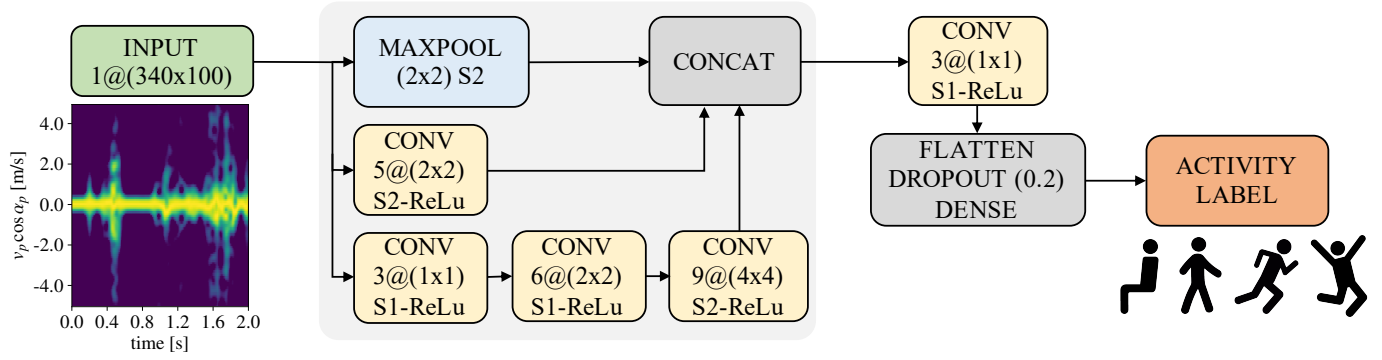 INPUT
1@(340x100)
MAXPOOL
(2x2) S2
CONCAT
CONV
3@(1x1)
S1-ReLu
CONV
5@(2x2)
S2-ReLu
CONV
3@(1x1)
S1-ReLu
CONV
6@(2x2)
S1-ReLu
CONV
9@(4x4)
S2-ReLu
FLATTEN
DROPOUT (0.2)
DENSE
ACTIVITY
LABEL
v_p cos α_p [m/s]
4.0
2.0
0.0
-2.0
-4.0
0.0 0.4 0.8 1.2 1.6 2.0
time [s]